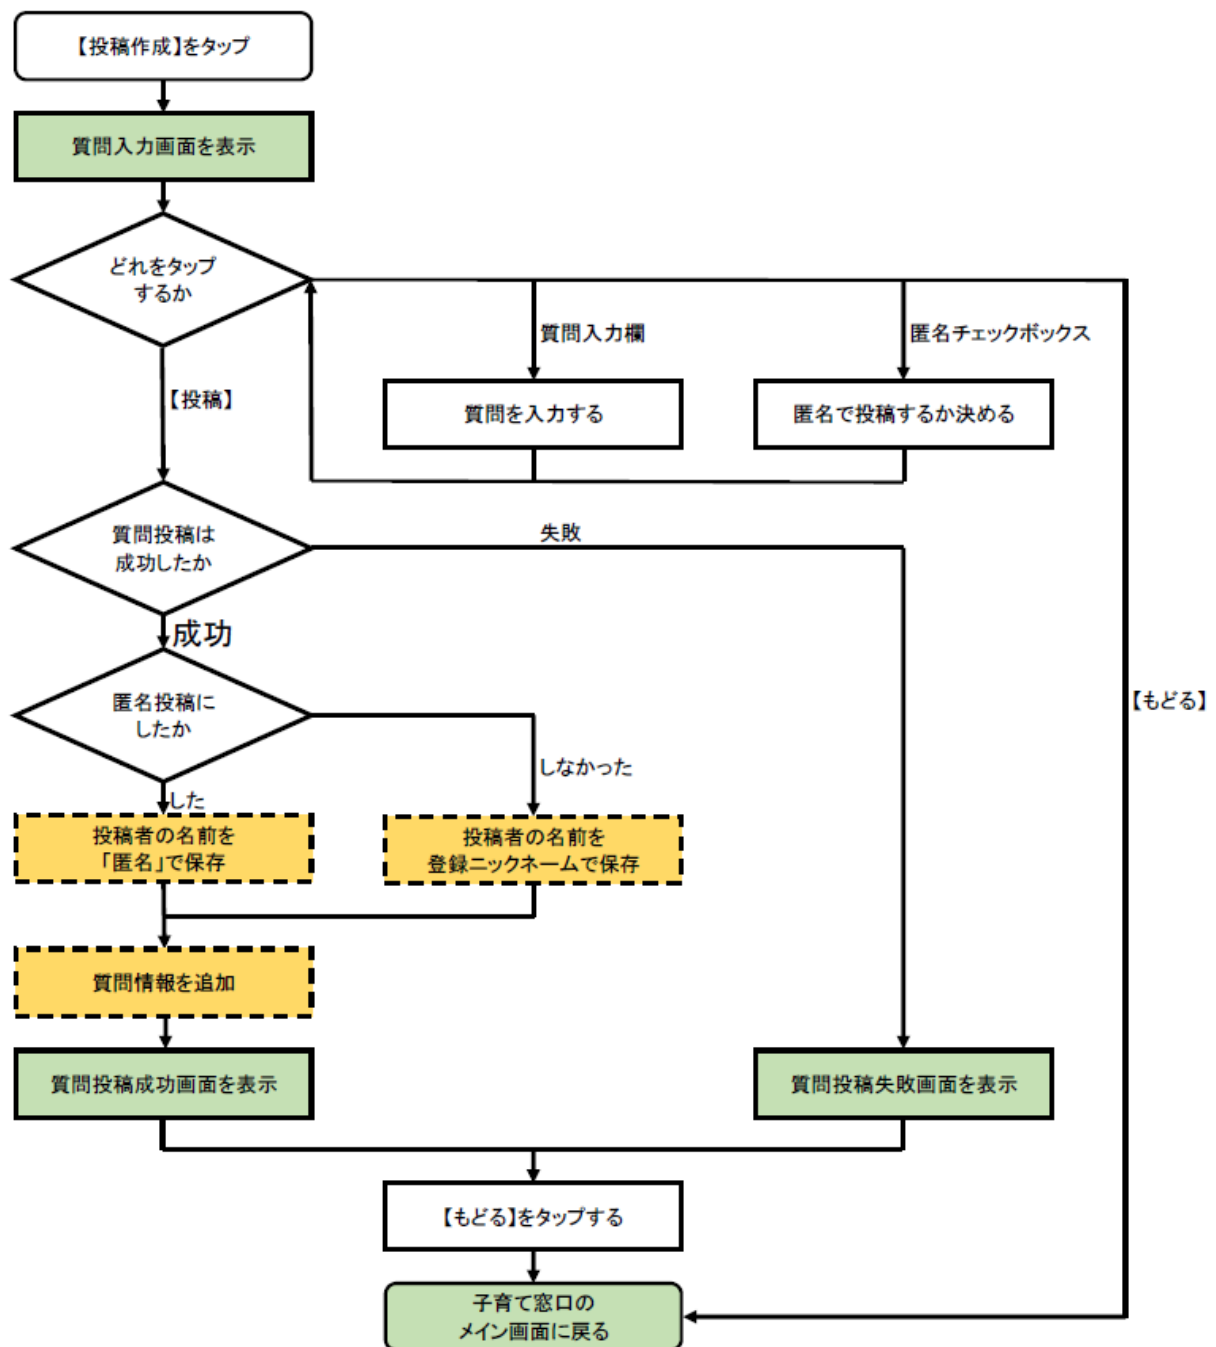 【投稿作成】をタップ
質問入力画面を表示
どれをタップ
するか
質問入力欄
匿名チェックボックス
【投稿】
質問を入力する
匿名で投稿するか決める
質問投稿は
成功したか
失敗
成功
匿名投稿に
したか
【もどる】
しなかった
した
投稿者の名前を
「匿名」で保存
投稿者の名前を
登録ニックネームで保存
質問情報を追加
質問投稿成功画面を表示
質問投稿失敗画面を表示
【もどる】をタップする
子育て窓口の
メイン画面に戻る